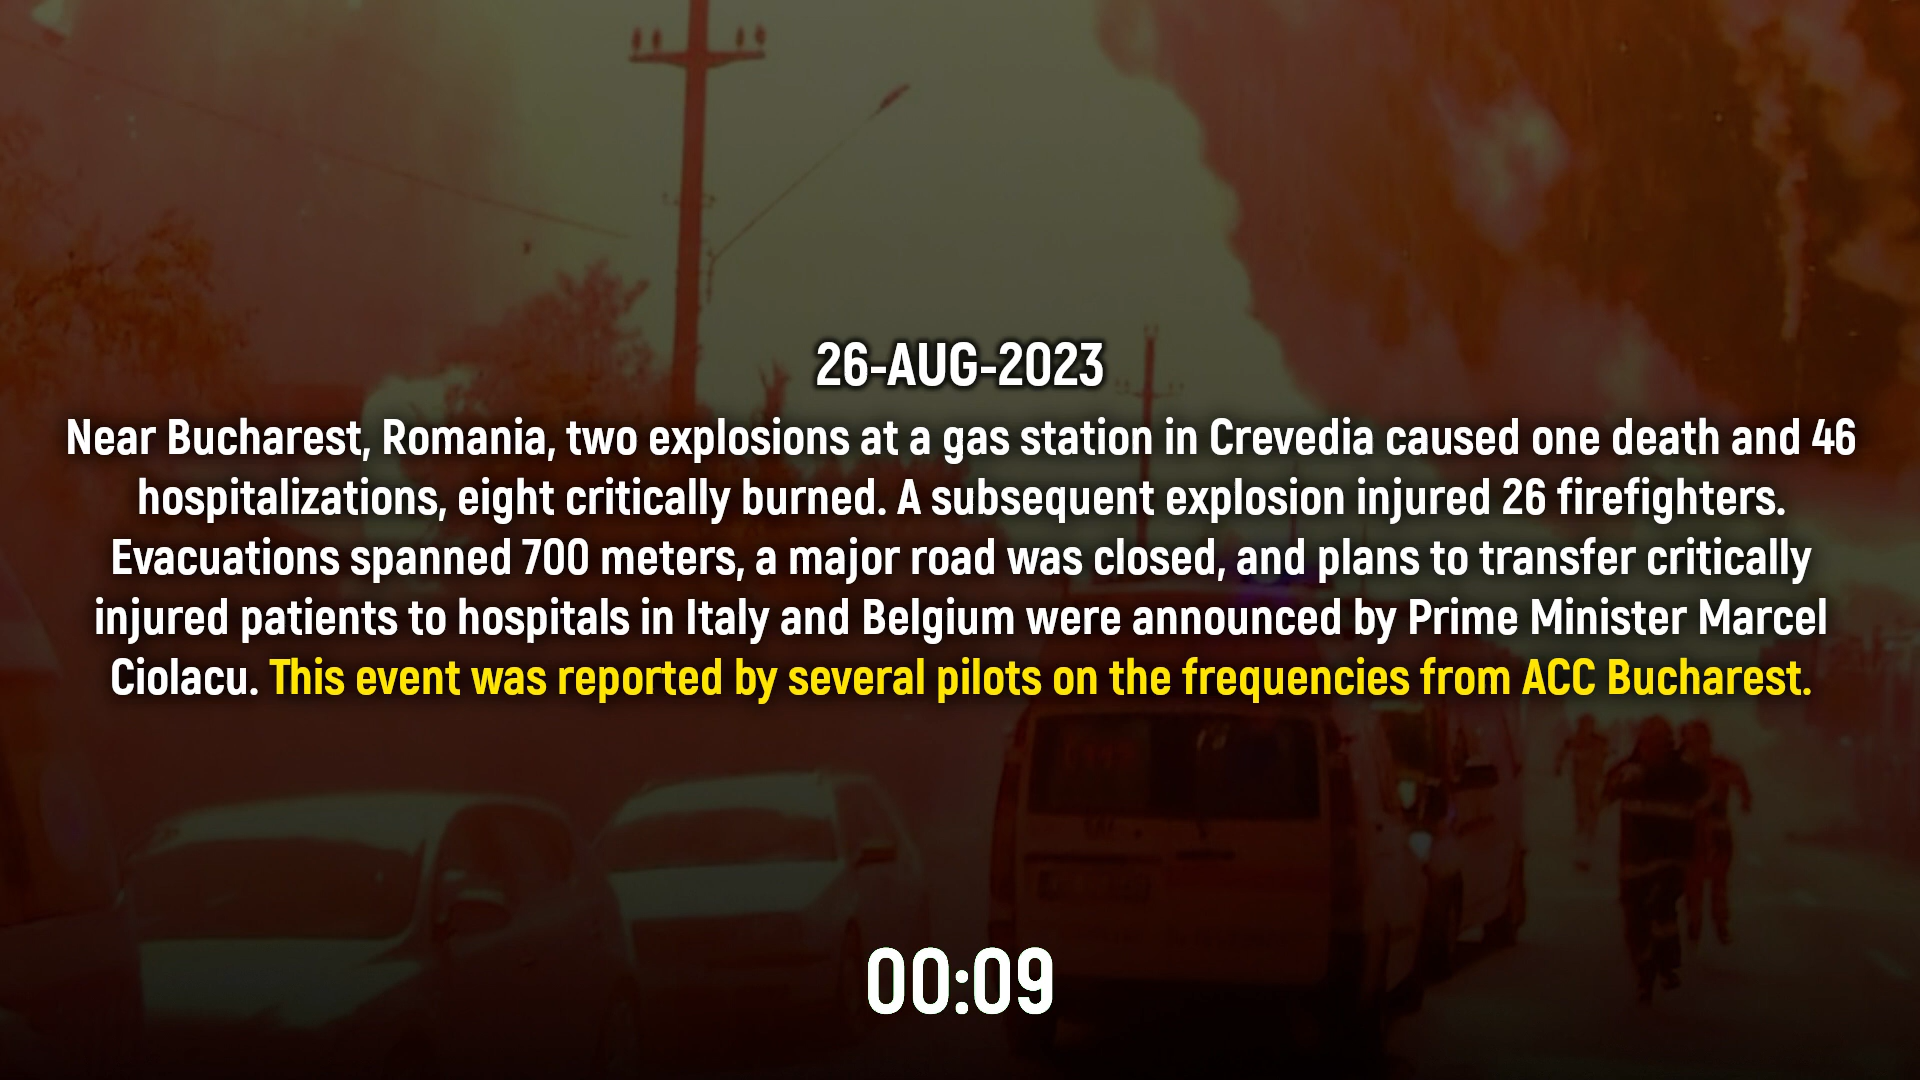 26-AUG-2023
Near Bucharest, Romania, two explosions at a gas station in Crevedia caused one death and 46
hospitalizations, eight critically burned. A subsequent explosion injured 26 firefighters.
Evacuations spanned 700 meters, a major road was closed, and plans to transfer critically
injured patients to hospitals in Italy and Belgium were announced by Prime Minister Marcel
Ciolacu. This event was reported by several pilots on the frequencies from ACC Bucharest.
00:09